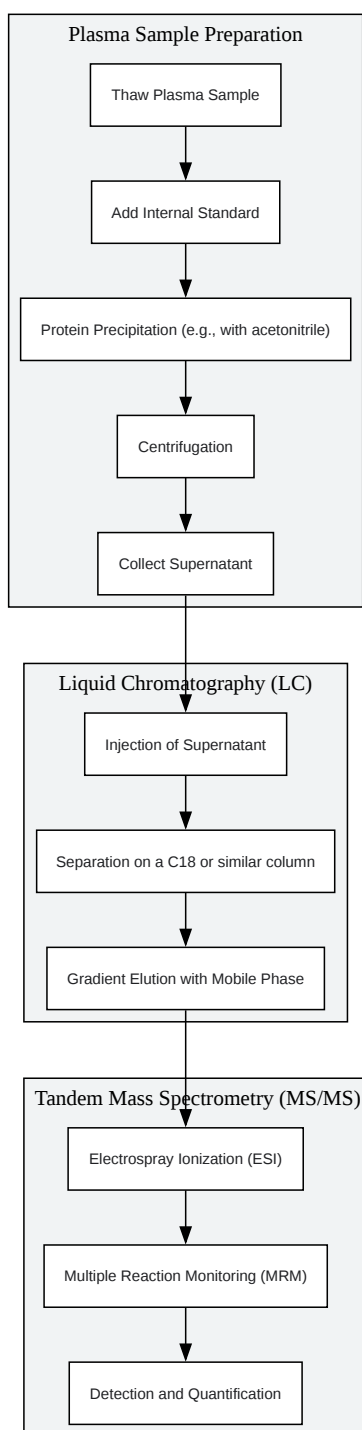 Plasma Sample Preparation
Thaw Plasma Sample
Add Internal Standard
Protein Precipitation (e.g., with acetonitrile)
Centrifugation
Collect Supernatant
Liquid Chromatography (LC)
Injection of Supernatant
Separation on a C18 or similar column
Gradient Elution with Mobile Phase
Tandem Mass Spectrometry (MS/MS)
Electrospray Ionization (ESI)
Multiple Reaction Monitoring (MRM)
Detection and Quantification